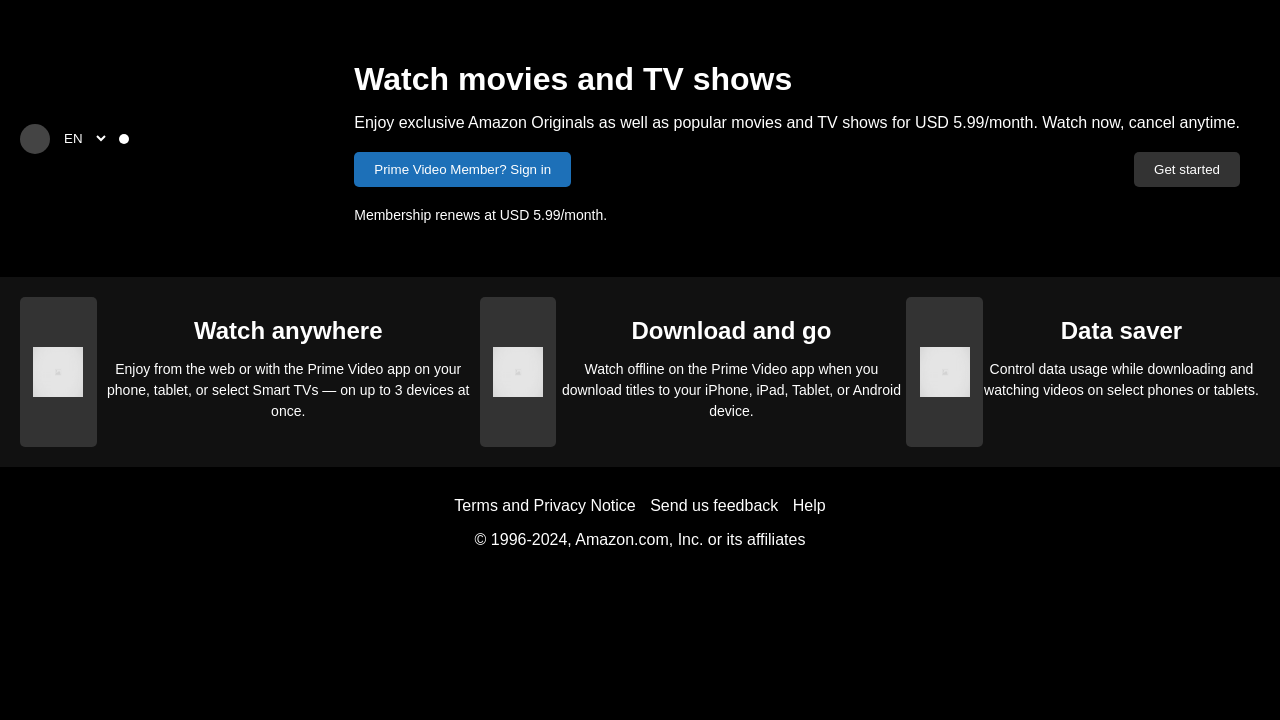 EN
Watch movies and TV shows
Enjoy exclusive Amazon Originals as well as popular movies and TV shows for USD 5.99/month. Watch now, cancel anytime.
Prime Video Member? Sign in
Get started
Membership renews at USD 5.99/month.
Watch anywhere
Enjoy from the web or with the Prime Video app on your
phone, tablet, or select Smart TVs — on up to 3 devices at
once.
Download and go
Watch offline on the Prime Video app when you
download titles to your iPhone, iPad, Tablet, or Android
device.
Data saver
Control data usage while downloading and
watching videos on select phones or tablets.
Terms and Privacy Notice Send us feedback Help
© 1996-2024, Amazon.com, Inc. or its affiliates